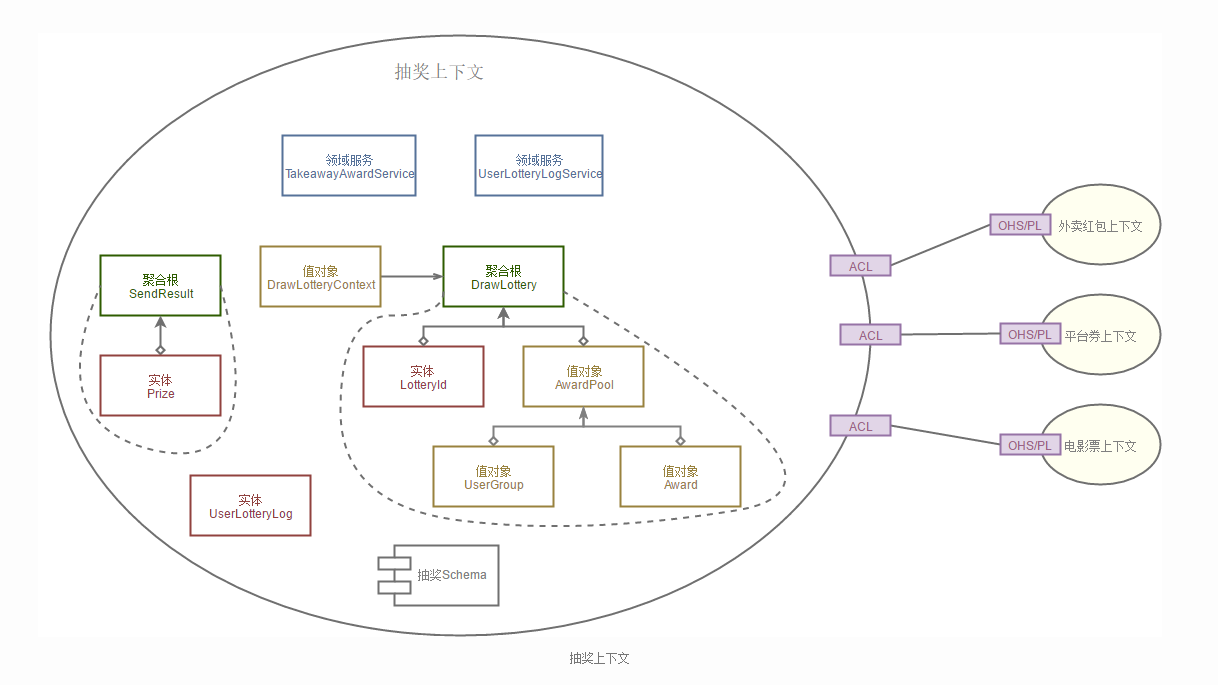 抽奖上下文
领域服务
TakeawayAwardService
领域服务
UserLotteryLogService
聚合根
SendResult
值对象
DrawLotteryContext
聚合根
DrawLottery
实体
Prize
实体
LotteryId
值对象
AwardPool
值对象
UserGroup
值对象
Award
实体
UserLotteryLog
抽奖Schema
ACL
OHS/PL
外卖红包上下文
ACL
OHS/PL
平台券上下文
ACL
OHS/PL
电影票上下文
抽奖上下文